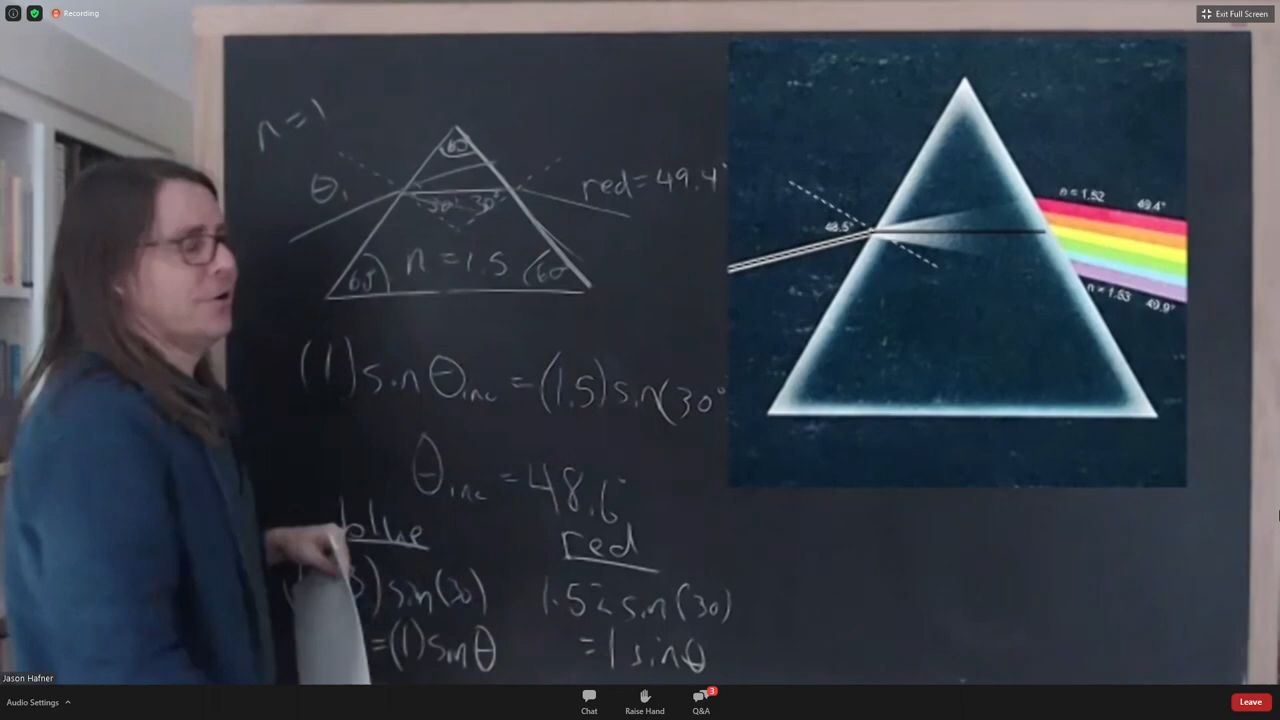 Recording
Exit Full Screen
n = 1
60
θ₁
red = 49.4°
30° 30°
n = 1.5
60
60
(1) sin θinc = (1.5) sin(30°
θinc = 48.6°
blue
3) sin(30)
= (1) sin θ
red
1.52 sin(30)
= 1 sin θ
48.5°
n = 1.52 49.4°
n = 1.53 49.9°
Jason Hafner
Audio Settings
Chat
Raise Hand
3
Q&A
Leave